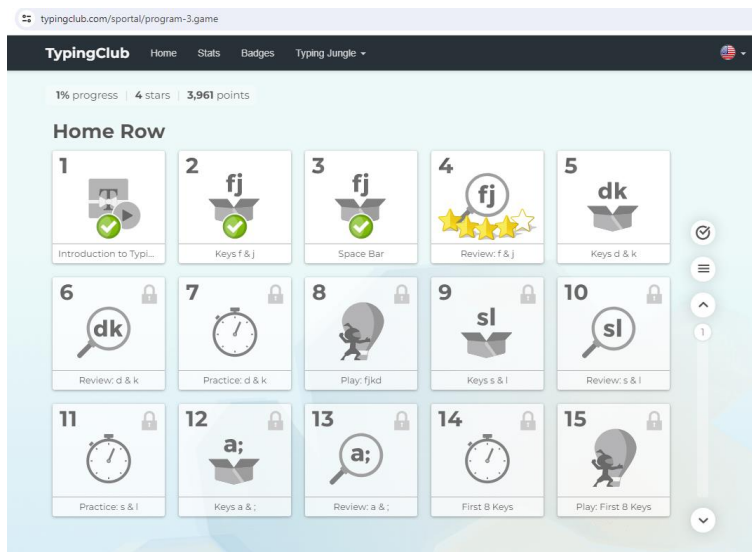 typingclub.com/sportal/program-3.game
TypingClub Home Stats Badges Typing Jungle
1% progress | 4 stars | 3,961 points
Home Row
1
T
Introduction to Typi...
2
fj
Keys f & j
3
fj
Space Bar
4
fj
Review: f & j
5
dk
Keys d & k
6
dk
Review: d & k
7
Practice: d & k
8
Play: fjkd
9
sl
Keys s & l
10
sl
Review: s & l
1
11
Practice: s & l
12
a;
Keys a & ;
13
a;
Review: a & ;
14
First 8 Keys
15
Play: First 8 Keys